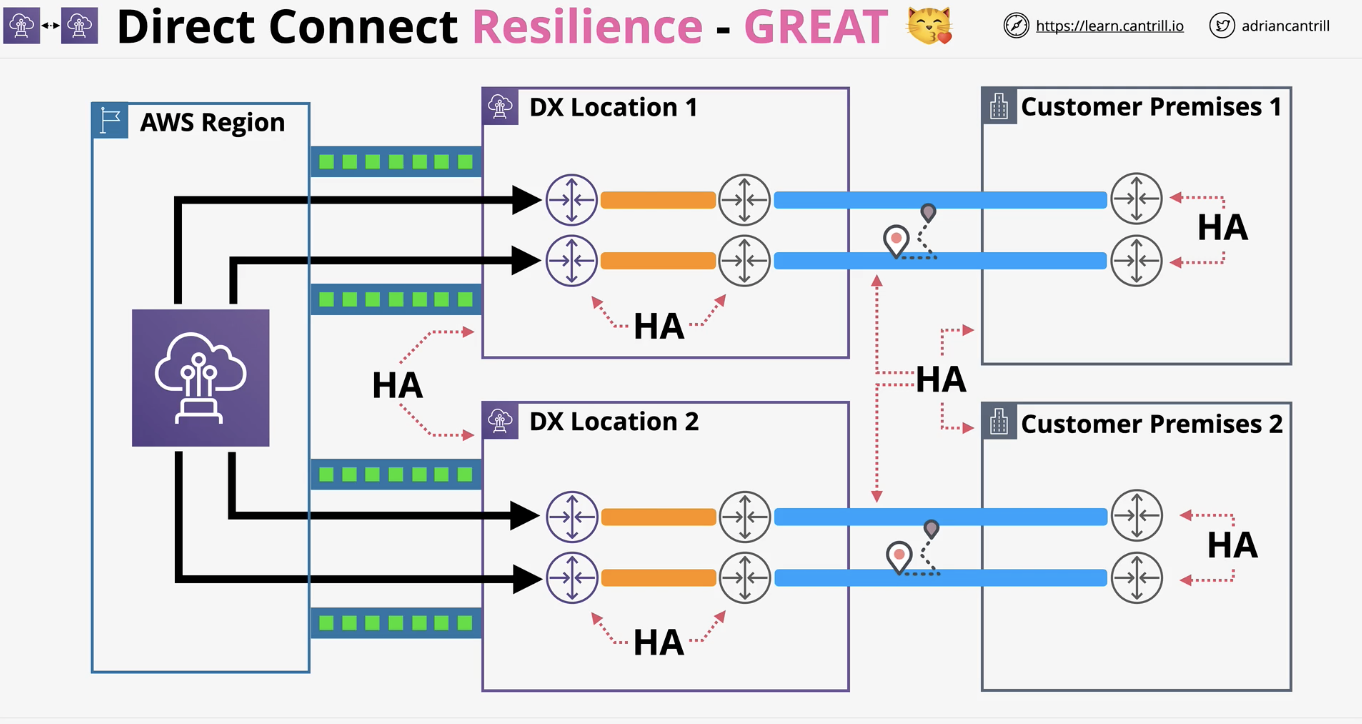 Direct Connect Resilience - GREAT
https://learn.cantrill.io
adriancantrill
AWS Region
DX Location 1
Customer Premises 1
HA
HA
HA
HA
DX Location 2
Customer Premises 2
HA
HA